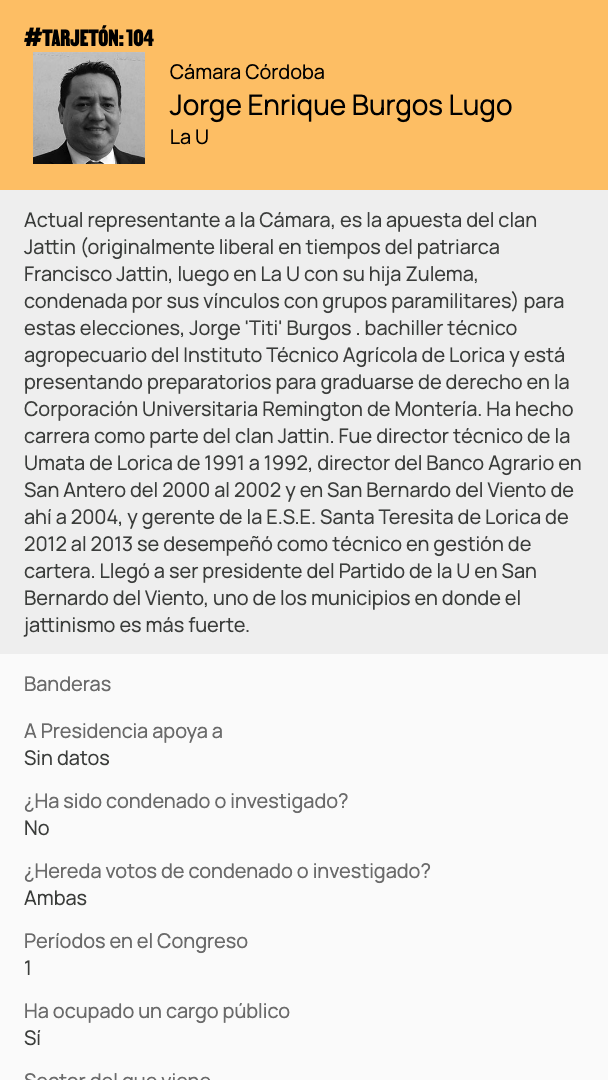 #TARJETÓN: 104
Cámara Córdoba
Jorge Enrique Burgos Lugo
La U
Actual representante a la Cámara, es la apuesta del clan
Jattin (originalmente liberal en tiempos del patriarca
Francisco Jattin, luego en La U con su hija Zulema,
condenada por sus vínculos con grupos paramilitares) para
estas elecciones, Jorge 'Titi' Burgos . bachiller técnico
agropecuario del Instituto Técnico Agrícola de Lorica y está
presentando preparatorios para graduarse de derecho en la
Corporación Universitaria Remington de Montería. Ha hecho
carrera como parte del clan Jattin. Fue director técnico de la
Umata de Lorica de 1991 a 1992, director del Banco Agrario en
San Antero del 2000 al 2002 y en San Bernardo del Viento de
ahí a 2004, y gerente de la E.S.E. Santa Teresita de Lorica de
2012 al 2013 se desempeñó como técnico en gestión de
cartera. Llegó a ser presidente del Partido de la U en San
Bernardo del Viento, uno de los municipios en donde el
jattinismo es más fuerte.
Banderas
A Presidencia apoya a
Sin datos
¿Ha sido condenado o investigado?
No
¿Hereda votos de condenado o investigado?
Ambas
Períodos en el Congreso
1
Ha ocupado un cargo público
Sí
Sector del que viene